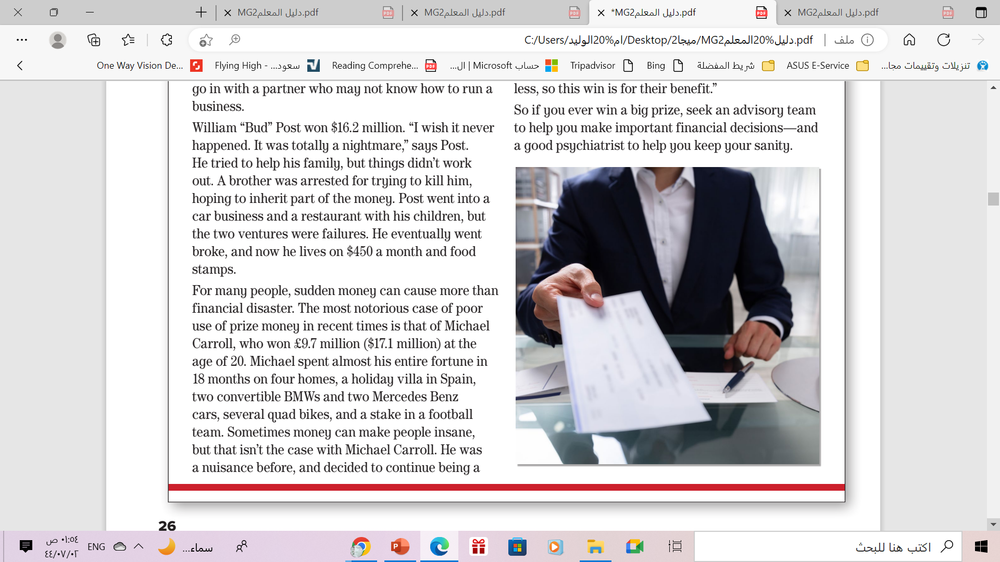 دليل المعلمMG2.pdf
دليل المعلمMG2.pdf
*دليل المعلمMG2.pdf
دليل المعلمMG2.pdf
ملف
C:/Users/ام%20الوليد/Desktop/ميجا2/MG2دليل%20المعلم.pdf
One Way Vision De...
Flying High - سعود...
Reading Comprehe...
حساب Microsoft | ال...
Tripadvisor
Bing
شريط المفضلة
ASUS E-Service
تنزيلات وتقييمات مجا...
go in with a partner who may not know how to run a
business.
William “Bud” Post won $16.2 million. “I wish it never
happened. It was totally a nightmare,” says Post.
He tried to help his family, but things didn’t work
out. A brother was arrested for trying to kill him,
hoping to inherit part of the money. Post went into a
car business and a restaurant with his children, but
the two ventures were failures. He eventually went
broke, and now he lives on $450 a month and food
stamps.
For many people, sudden money can cause more than
financial disaster. The most notorious case of poor
use of prize money in recent times is that of Michael
Carroll, who won £9.7 million ($17.1 million) at the
age of 20. Michael spent almost his entire fortune in
18 months on four homes, a holiday villa in Spain,
two convertible BMWs and two Mercedes Benz
cars, several quad bikes, and a stake in a football
team. Sometimes money can make people insane,
but that isn’t the case with Michael Carroll. He was
a nuisance before, and decided to continue being a
less, so this win is for their benefit.”
So if you ever win a big prize, seek an advisory team
to help you make important financial decisions—and
a good psychiatrist to help you keep your sanity.
26
٠١:٥٤ ص
٤٤/٠٧/٠٢
ENG
سماء...
اكتب هنا للبحث